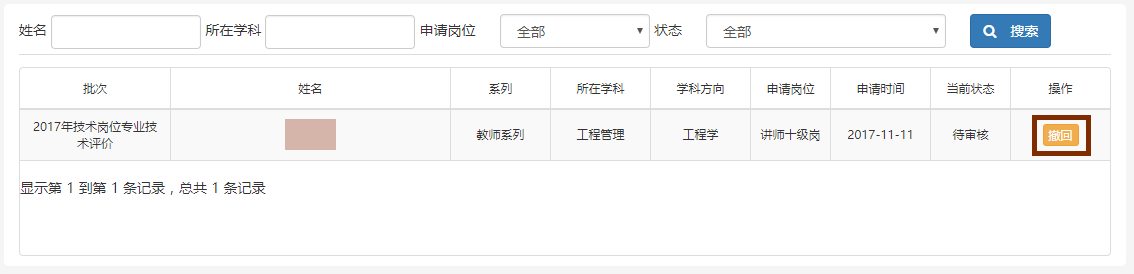 姓名 所在学科 申请岗位 全部 状态 全部 搜索
批次 姓名 系列 所在学科 学科方向 申请岗位 申请时间 当前状态 操作
2017年技术岗位专业技
术评价 教师系列 工程管理 工程学 讲师十级岗 2017-11-11 待审核 撤回
显示第 1 到第 1 条记录，总共 1 条记录